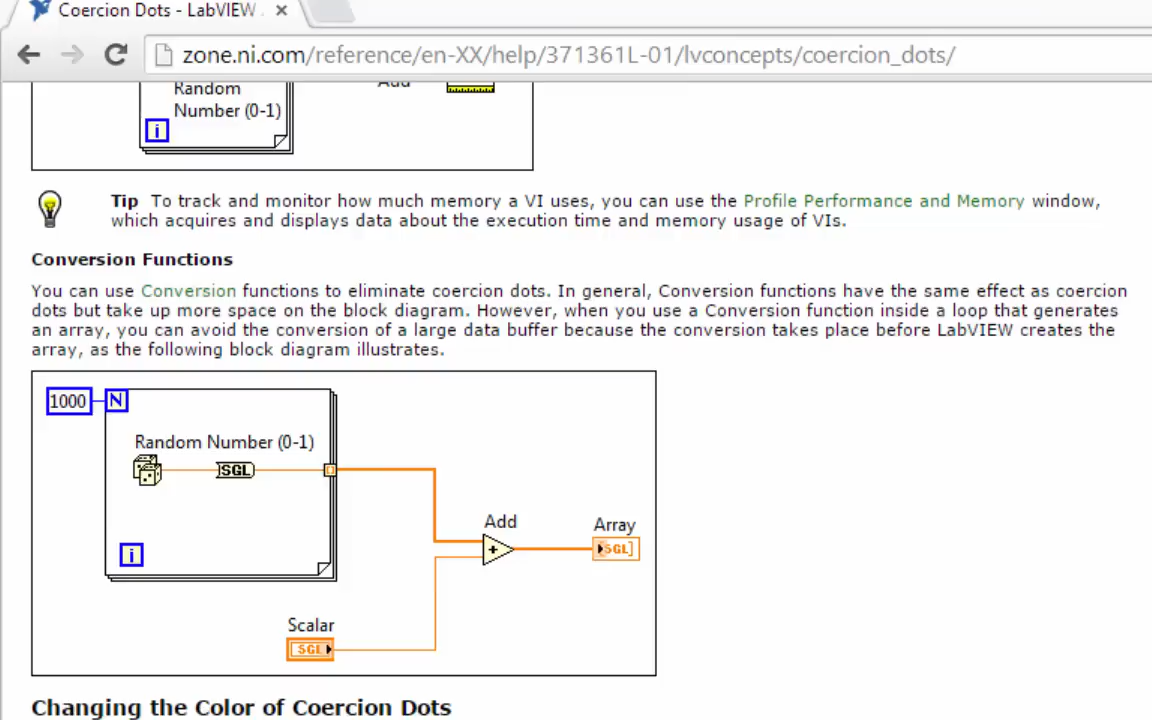 Coercion Dots - LabVIEW
zone.ni.com/reference/en-XX/help/371361L-01/lvconcepts/coercion_dots/
Random
Number (0-1)
Add
i
Tip To track and monitor how much memory a VI uses, you can use the Profile Performance and Memory window,
which acquires and displays data about the execution time and memory usage of VIs.
Conversion Functions
You can use Conversion functions to eliminate coercion dots. In general, Conversion functions have the same effect as coercion
dots but take up more space on the block diagram. However, when you use a Conversion function inside a loop that generates
an array, you can avoid the conversion of a large data buffer because the conversion takes place before LabVIEW creates the
array, as the following block diagram illustrates.
1000 N
Random Number (0-1)
SGL
[]
Add
+
Array
SGL]
i
Scalar
SGL
Changing the Color of Coercion Dots